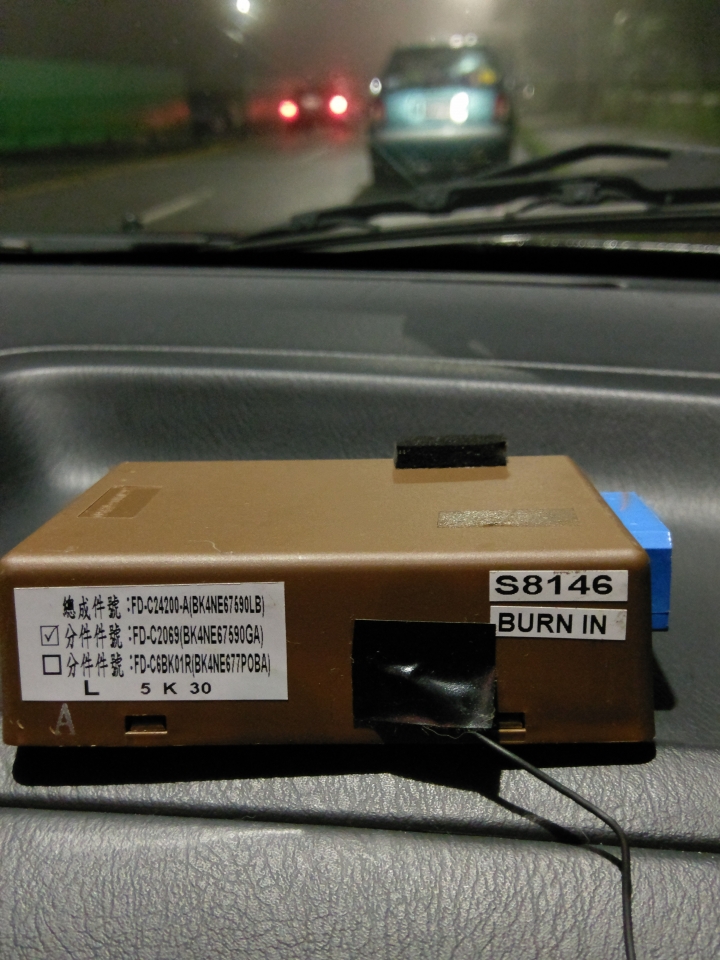 總成件號 :FD-C24200-A(BK4NE67590LB)
☑ 分件件號 :FD-C2069(BK4NE67590GA)
☐ 分件件號 :FD-C6BK01R(BK4NE677POBA)
L 5 K 30
A
S8146
BURN IN